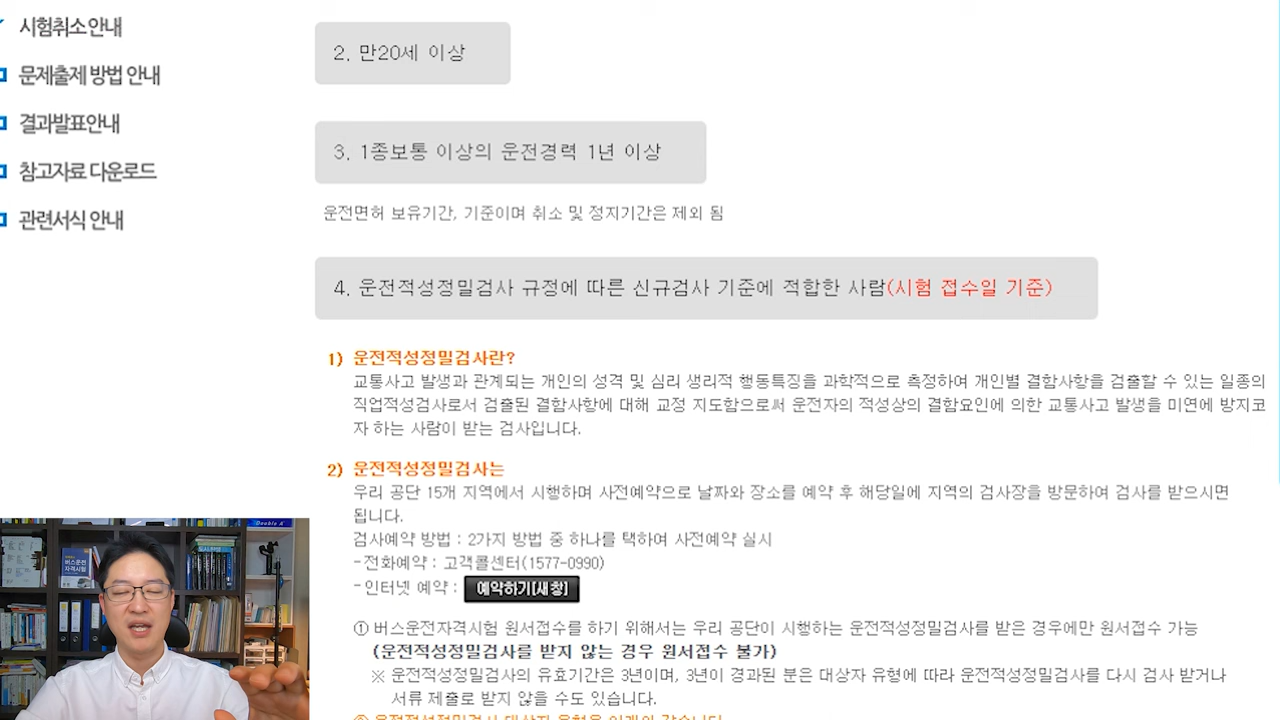 시험취소안내
문제출제 방법 안내
결과발표안내
참고자료 다운로드
관련서식 안내
2. 만20세 이상
3. 1종보통 이상의 운전경력 1년 이상
운전면허 보유기간, 기준이며 취소 및 정지기간은 제외 됨
4. 운전적성정밀검사 규정에 따른 신규검사 기준에 적합한 사람(시험 접수일 기준)
1) 운전적성정밀검사란?
교통사고 발생과 관계되는 개인의 성격 및 심리 생리적 행동특징을 과학적으로 측정하여 개인별 결함사항을 검출할 수 있는 일종의
직업적성검사로서 검출된 결함사항에 대해 교정 지도함으로써 운전자의 적성상의 결함요인에 의한 교통사고 발생을 미연에 방지코
자 하는 사람이 받는 검사입니다.
2) 운전적성정밀검사는
우리 공단 15개 지역에서 시행하며 사전예약으로 날짜와 장소를 예약 후 해당일에 지역의 검사장을 방문하여 검사를 받으시면
됩니다.
검사예약 방법 : 2가지 방법 중 하나를 택하여 사전예약 실시
-전화예약 : 고객콜센터(1577-0990)
-인터넷 예약 : 예약하기[새창]
① 버스운전자격시험 원서접수를 하기 위해서는 우리 공단이 시행하는 운전적성정밀검사를 받은 경우에만 원서접수 가능
(운전적성정밀검사를 받지 않는 경우 원서접수 불가)
※ 운전적성정밀검사의 유효기간은 3년이며, 3년이 경과된 분은 대상자 유형에 따라 운전적성정밀검사를 다시 검사 받거나
서류 제출로 받지 않을 수도 있습니다.
Double A
버스운전
자격시험